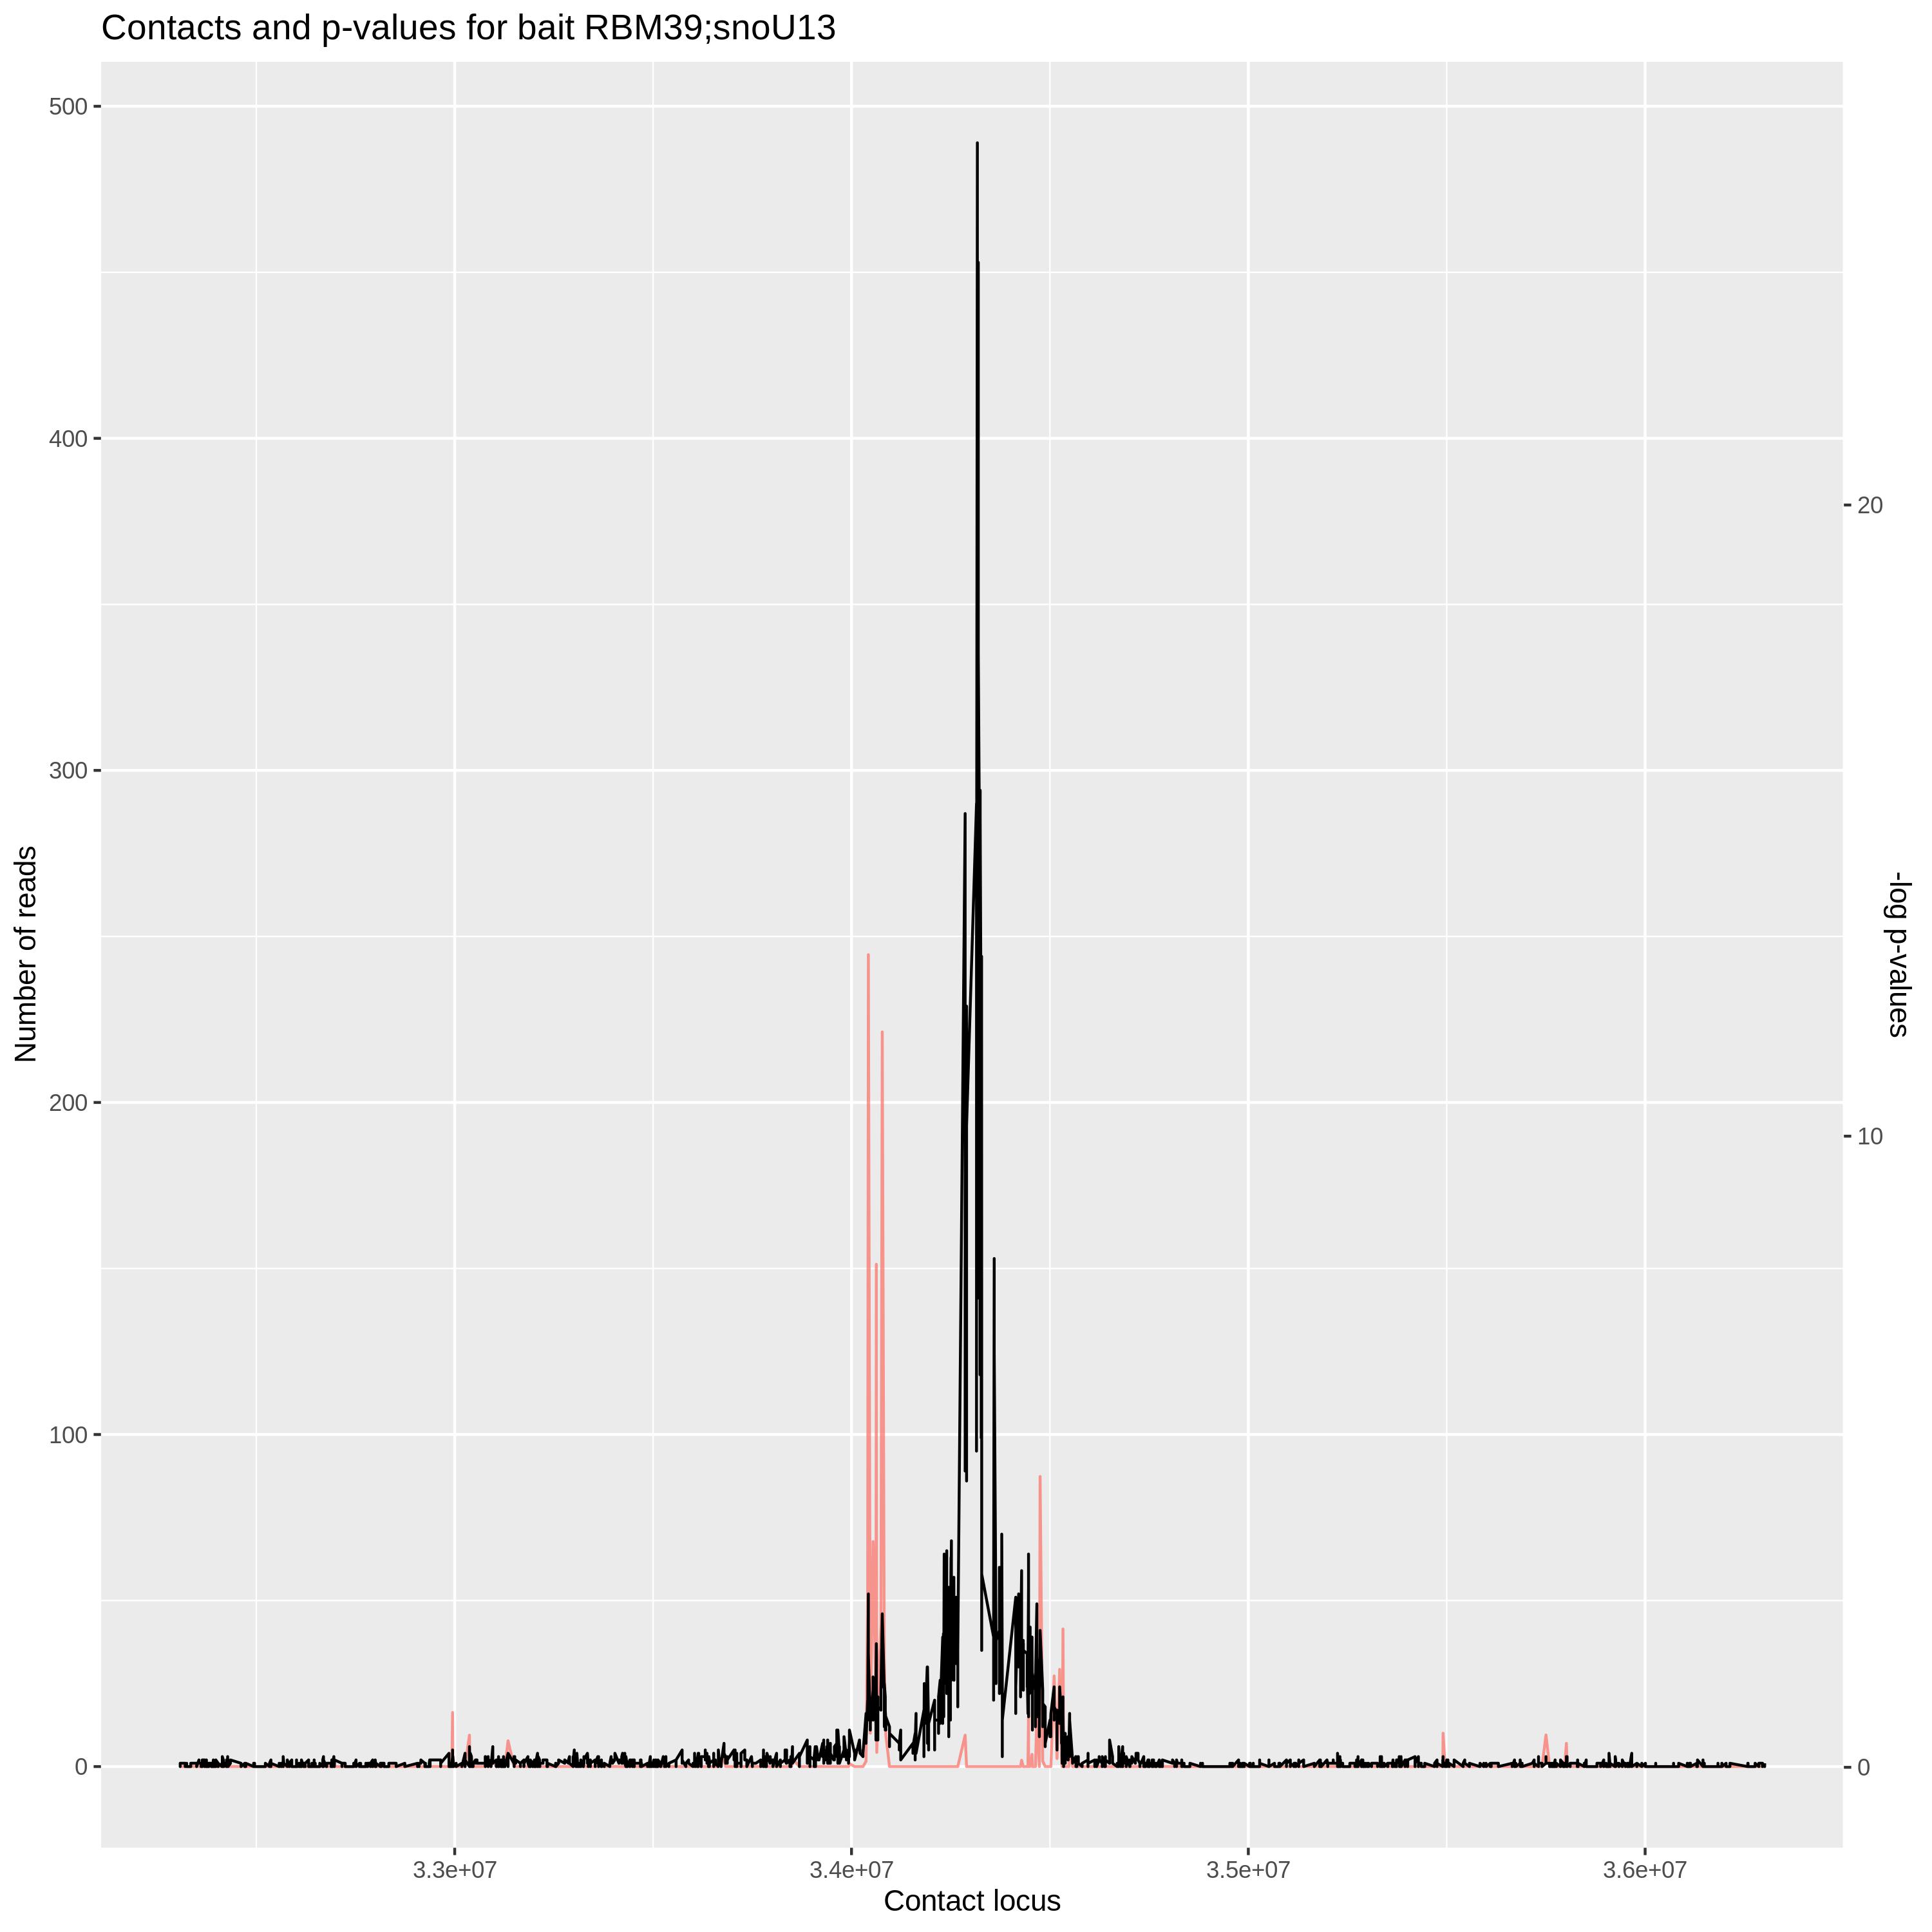 Contacts and p-values for bait RBM39;snoU13
500
400
300
200
100
0
Number of reads
20
10
0
-log p-values
3.3e+07
3.4e+07
3.5e+07
3.6e+07
Contact locus